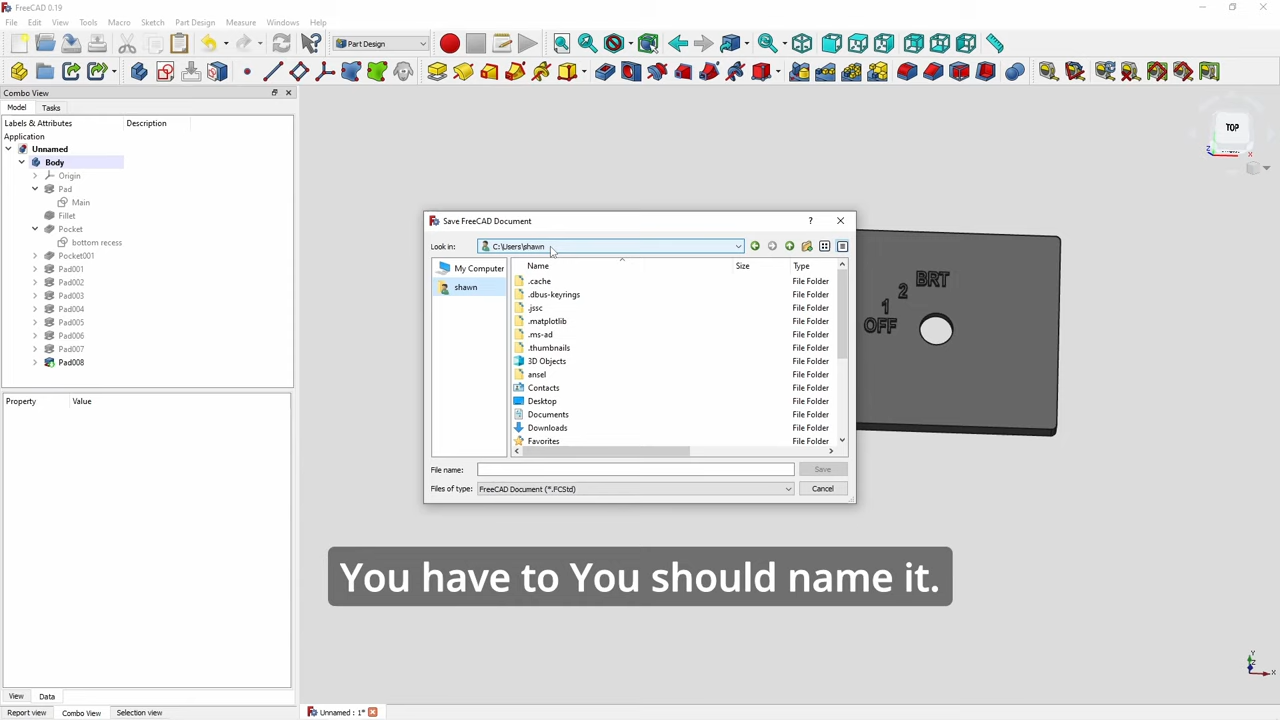 FreeCAD 0.19
File Edit View Tools Macro Sketch Part Design Measure Windows Help
Part Design
Combo View
Model Tasks
Labels & Attributes Description
Application
Unnamed
Body
Origin
Pad
Main
Fillet
Pocket
bottom recess
Pocket001
Pad001
Pad002
Pad003
Pad004
Pad005
Pad006
Pad007
Pad008
Property Value
View Data
Report view Combo View Selection view
Save FreeCAD Document
Look in: C:\Users\shawn
My Computer
shawn
Name Size Type
.cache File Folder
.dbus-keyrings File Folder
.jssc File Folder
.matplotlib File Folder
.ms-ad File Folder
.thumbnails File Folder
3D Objects File Folder
ansel File Folder
Contacts File Folder
Desktop File Folder
Documents File Folder
Downloads File Folder
Favorites File Folder
File name: Save
Files of type: FreeCAD Document (*.FCStd) Cancel
TOP
BRT
2
1
OFF
You have to You should name it.
Unnamed : 1*
Y
Z
X